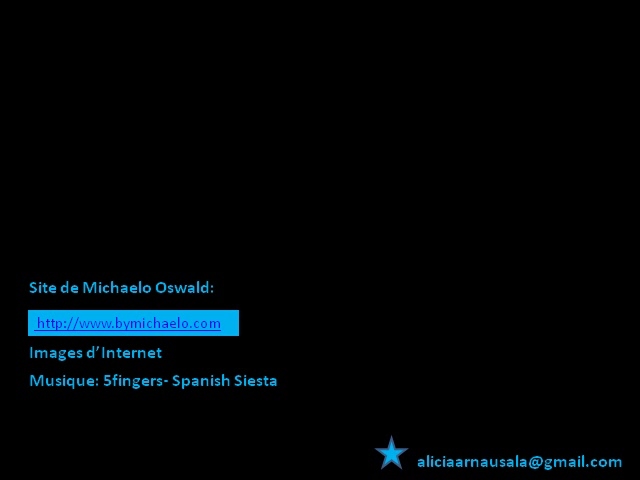 Site de Michaelo Oswald:
http://www.bymichaelo.com
Images d’Internet
Musique: 5fingers- Spanish Siesta
aliciaarnausala@gmail.com